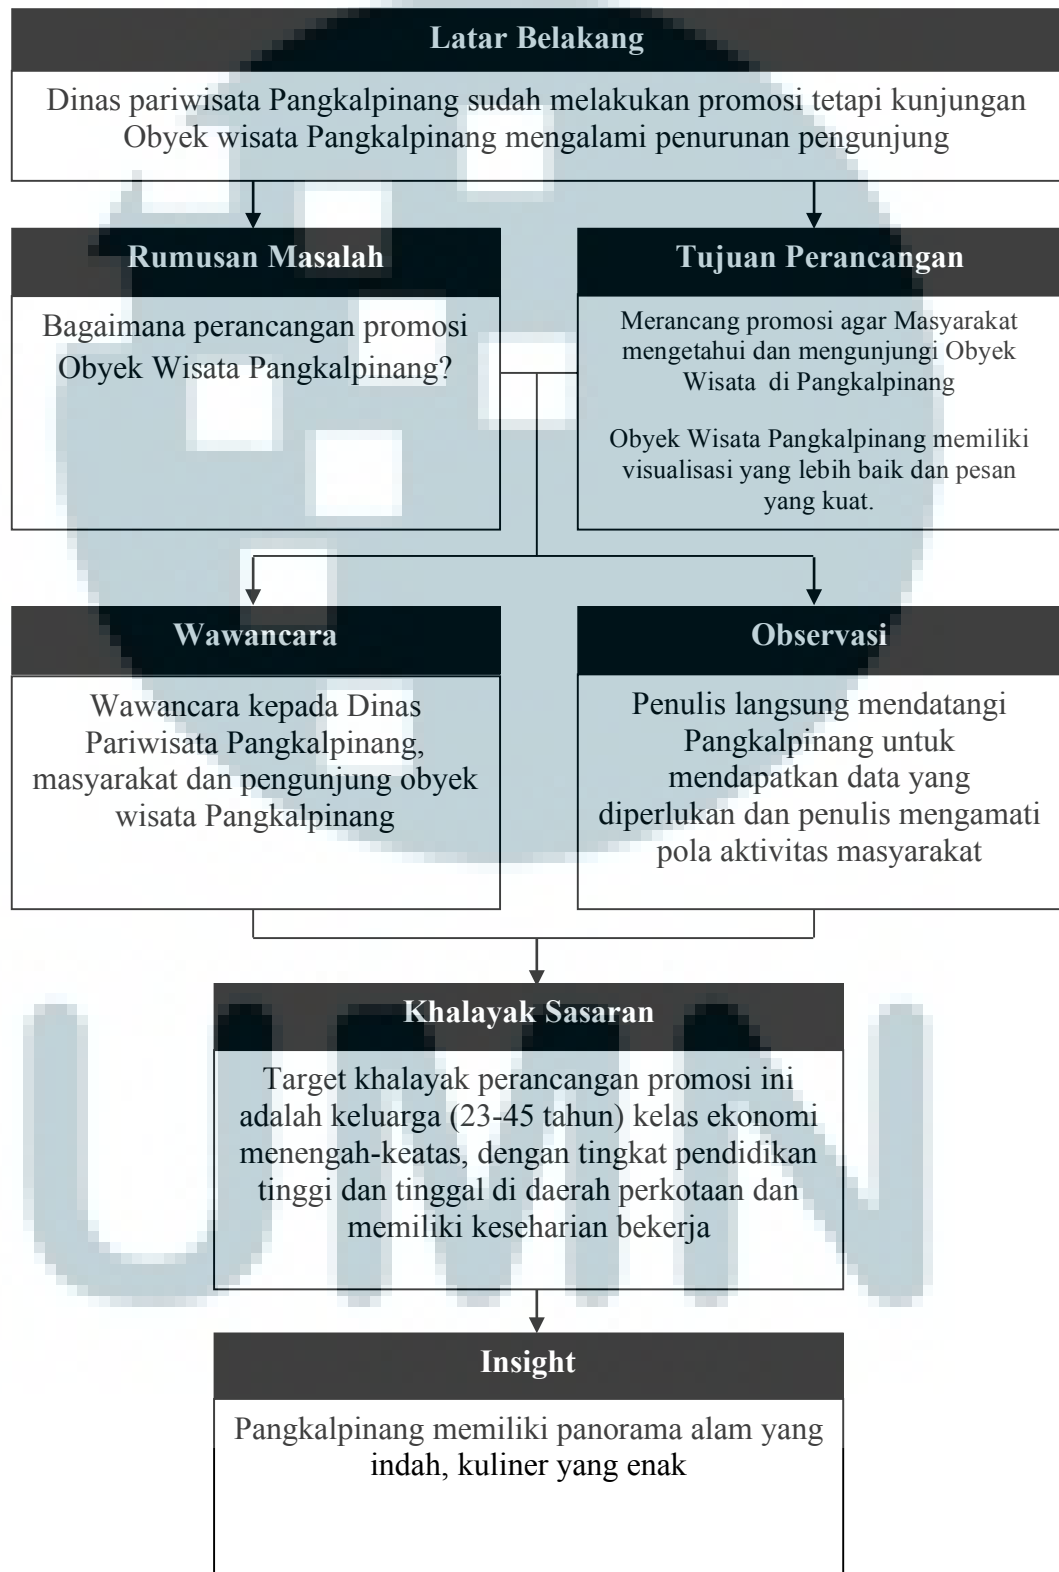 Latar Belakang
Dinas pariwisata Pangkalpinang sudah melakukan promosi tetapi kunjungan
Obyek wisata Pangkalpinang mengalami penurunan pengunjung
Rumusan Masalah
Bagaimana perancangan promosi
Obyek Wisata Pangkalpinang?
Tujuan Perancangan
Merancang promosi agar Masyarakat
mengetahui dan mengunjungi Obyek
Wisata di Pangkalpinang
Obyek Wisata Pangkalpinang memiliki
visualisasi yang lebih baik dan pesan
yang kuat.
Wawancara
Wawancara kepada Dinas
Pariwisata Pangkalpinang,
masyarakat dan pengunjung obyek
wisata Pangkalpinang
Observasi
Penulis langsung mendatangi
Pangkalpinang untuk
mendapatkan data yang
diperlukan dan penulis mengamati
pola aktivitas masyarakat
Khalayak Sasaran
Target khalayak perancangan promosi ini
adalah keluarga (23-45 tahun) kelas ekonomi
menengah-keatas, dengan tingkat pendidikan
tinggi dan tinggal di daerah perkotaan dan
memiliki keseharian bekerja
Insight
Pangkalpinang memiliki panorama alam yang
indah, kuliner yang enak
UMN